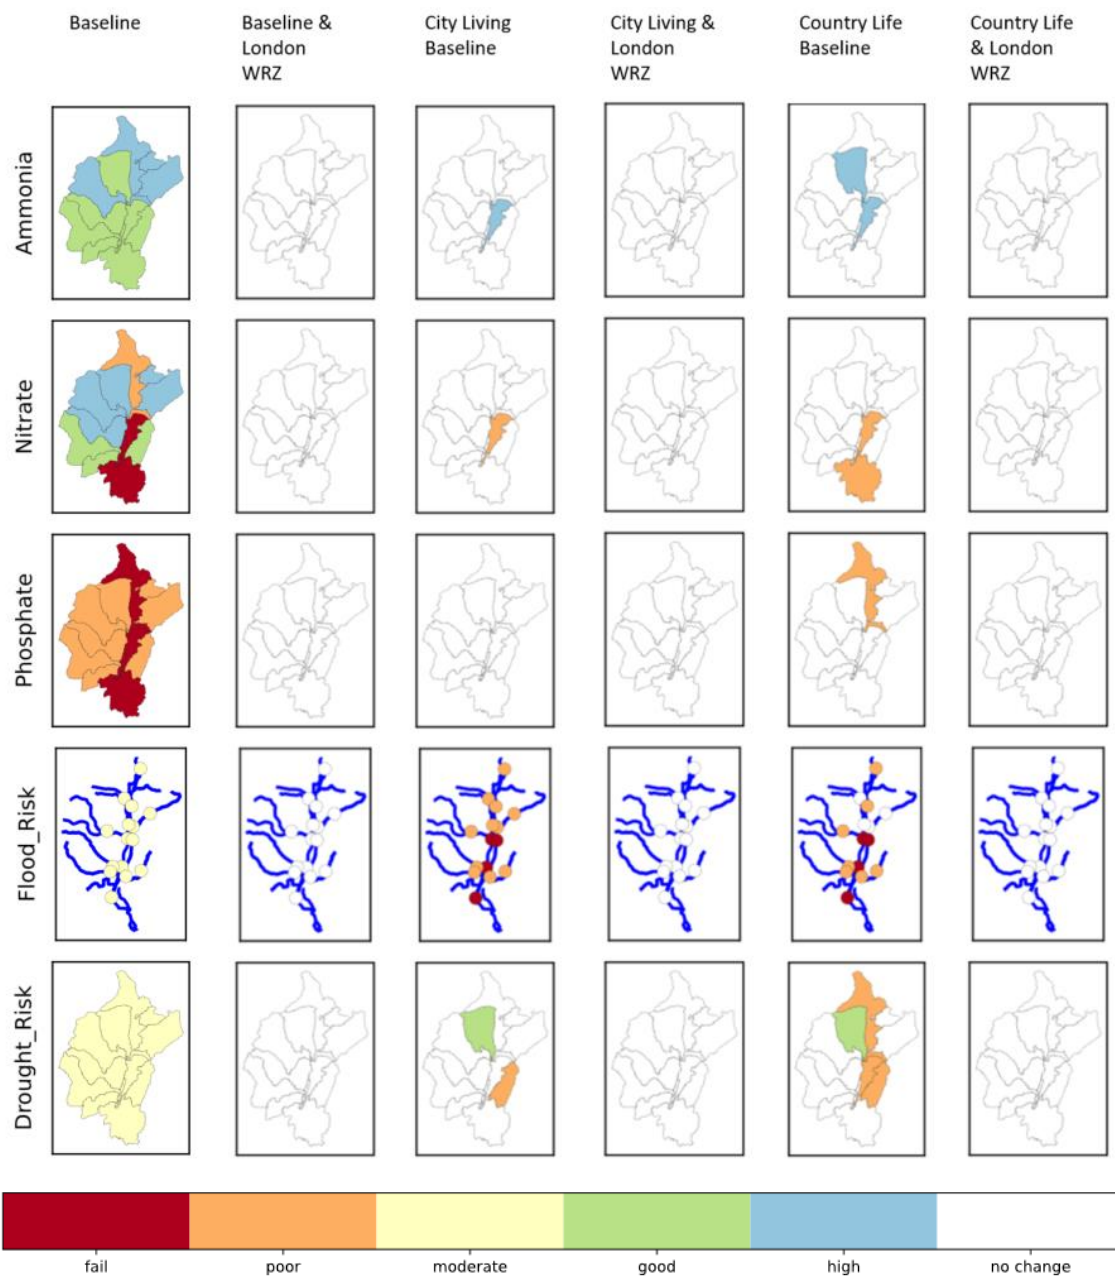 Baseline
Baseline &
London
WRZ
City Living
Baseline
City Living &
London
WRZ
Country Life
Baseline
Country Life
& London
WRZ
Ammonia
Nitrate
Phosphate
Flood_Risk
Drought_Risk
fail
poor
moderate
good
high
no change